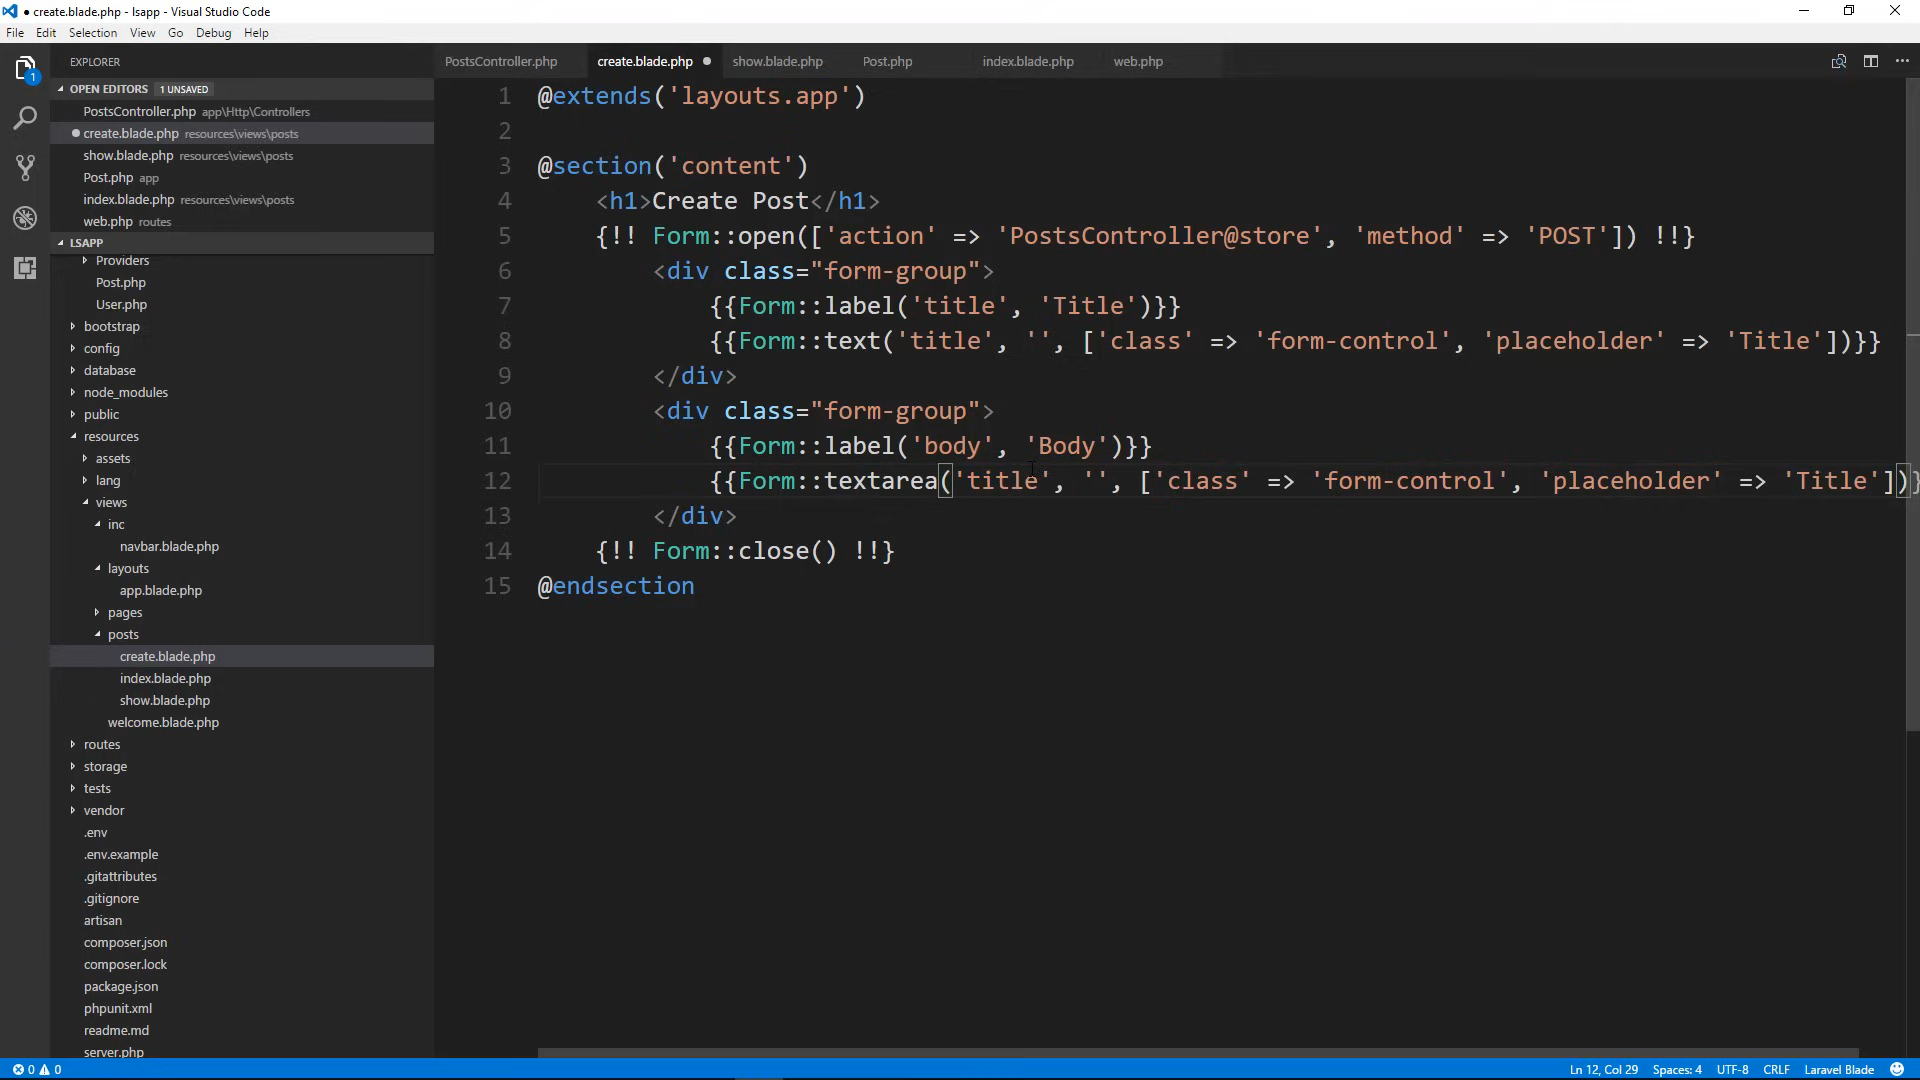 create.blade.php - lsapp - Visual Studio Code
File Edit Selection View Go Debug Help
EXPLORER
OPEN EDITORS 1 UNSAVED
PostsController.php app\Http\Controllers
create.blade.php resources\views\posts
show.blade.php resources\views\posts
Post.php app
index.blade.php resources\views\posts
web.php routes
LSAPP
Providers
Post.php
User.php
bootstrap
config
database
node_modules
public
resources
assets
lang
views
inc
navbar.blade.php
layouts
app.blade.php
pages
posts
create.blade.php
index.blade.php
show.blade.php
welcome.blade.php
routes
storage
tests
vendor
.env
.env.example
.gitattributes
.gitignore
artisan
composer.json
composer.lock
package.json
phpunit.xml
readme.md
server.php
1
PostsController.php create.blade.php show.blade.php Post.php index.blade.php web.php
1 @extends('layouts.app')
2
3 @section('content')
4 <h1>Create Post</h1>
5 {!! Form::open(['action' => 'PostsController@store', 'method' => 'POST']) !!}
6 <div class="form-group">
7 {{Form::label('title', 'Title')}}
8 {{Form::text('title', '', ['class' => 'form-control', 'placeholder' => 'Title'])}}
9 </div>
10 <div class="form-group">
11 {{Form::label('body', 'Body')}}
12 {{Form::textarea('title', '', ['class' => 'form-control', 'placeholder' => 'Title'])}
13 </div>
14 {!! Form::close() !!}
15 @endsection
0 0
Ln 12, Col 29 Spaces: 4 UTF-8 CRLF Laravel Blade